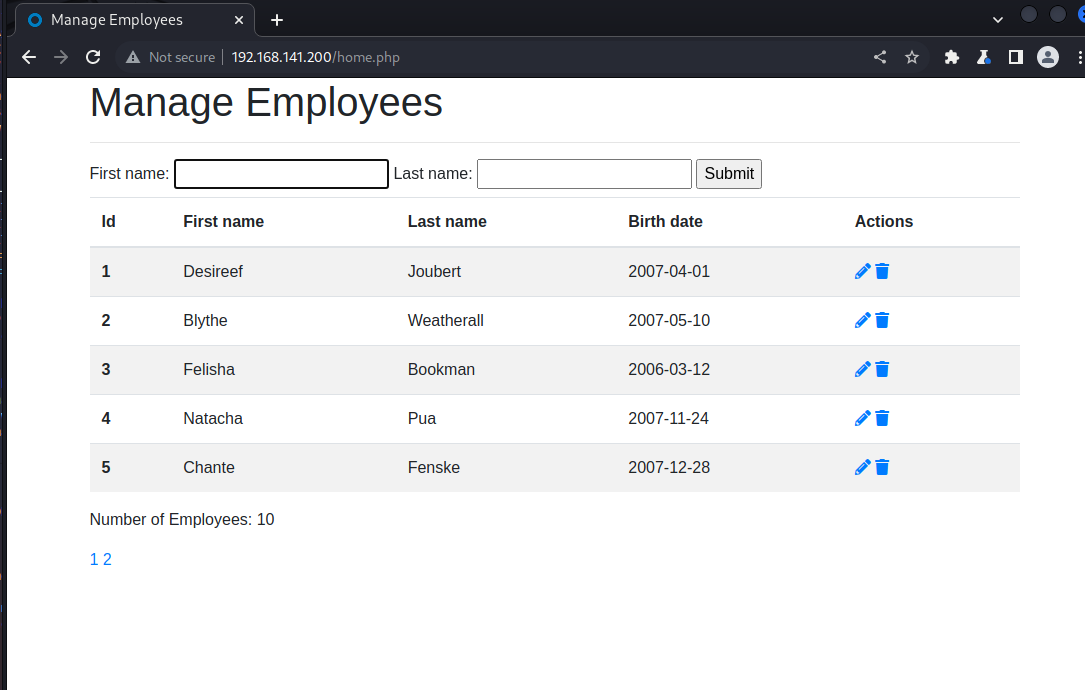 Manage Employees
Not secure 192.168.141.200/home.php
Manage Employees
First name: Last name: Submit
Id First name Last name Birth date Actions
1 Desireef Joubert 2007-04-01
2 Blythe Weatherall 2007-05-10
3 Felisha Bookman 2006-03-12
4 Natacha Pua 2007-11-24
5 Chante Fenske 2007-12-28
Number of Employees: 10
1 2